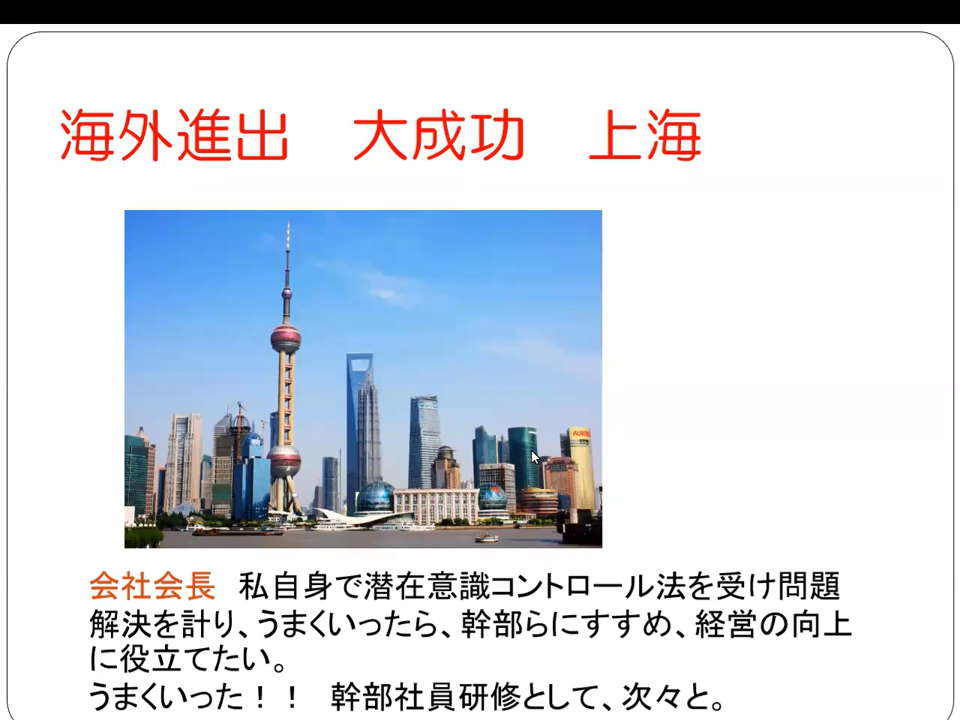 海外進出　大成功　上海
会社会長　私自身で潜在意識コントロール法を受け問題
解決を計り、うまくいったら、幹部らにすすめ、経営の向上
に役立てたい。
うまくいった！！　幹部社員研修として、次々と。